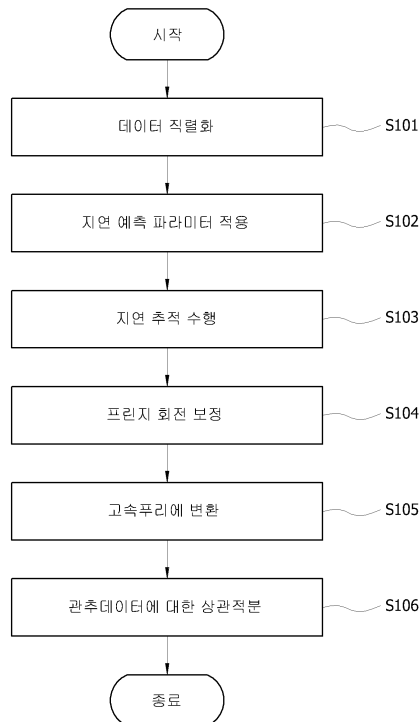 시작
데이터 직렬화 S101
지연 예측 파라미터 적용 S102
지연 추적 수행 S103
프린지 회전 보정 S104
고속푸리에 변환 S105
관추데이터에 대한 상관적분 S106
종료